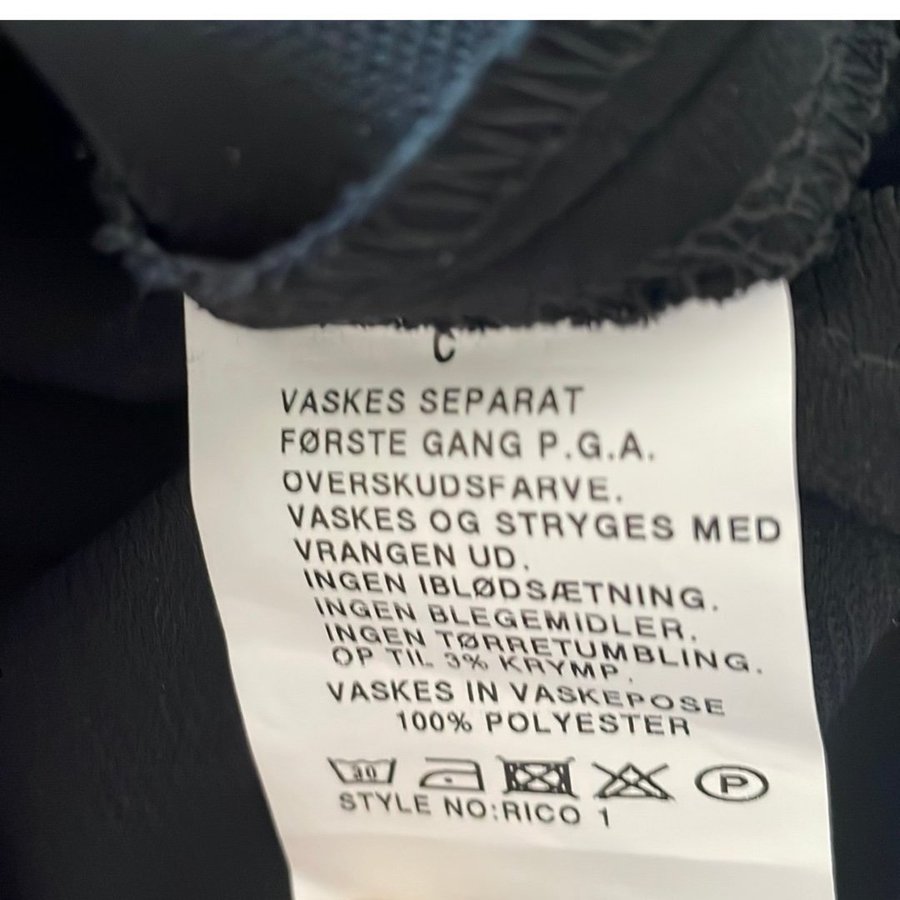 C
VASKES SEPARAT
FØRSTE GANG P.G.A.
OVERSKUDSFARVE.
VASKES OG STRYGES MED
VRANGEN UD.
INGEN IBLØDSÆTNING.
INGEN BLEGEMIDLER.
INGEN TØRRETUMBLING.
OP TIL 3% KRYMP.
VASKES IN VASKEPOSE
100% POLYESTER
30 P
STYLE NO:RICO 1